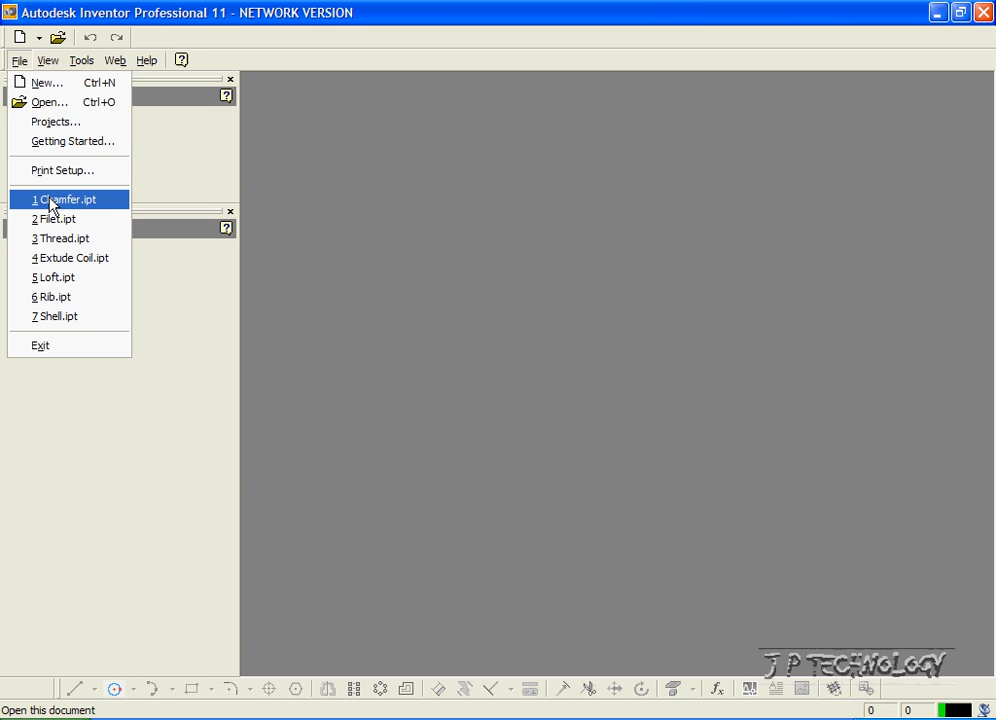 Autodesk Inventor Professional 11 - NETWORK VERSION
File View Tools Web Help
New... Ctrl+N
Open... Ctrl+O
Projects...
Getting Started...
Print Setup...
1 Chamfer.ipt
2 Filet.ipt
3 Thread.ipt
4 Extude Coil.ipt
5 Loft.ipt
6 Rib.ipt
7 Shell.ipt
Exit
J P TECHNOLOGY
Open this document 0 0